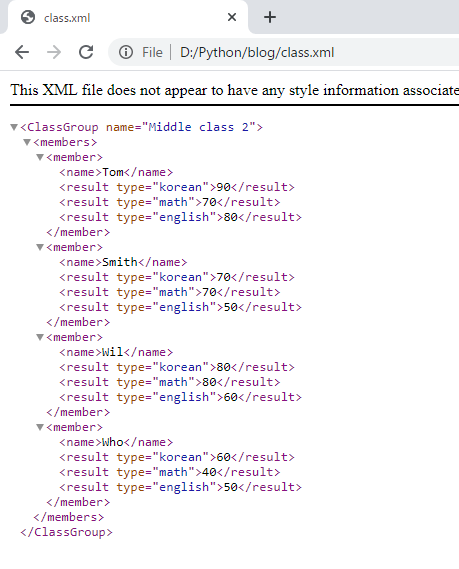 class.xml
File | D:/Python/blog/class.xml
This XML file does not appear to have any style information associate
<ClassGroup name="Middle class 2">
<members>
<member>
<name>Tom</name>
<result type="korean">90</result>
<result type="math">70</result>
<result type="english">80</result>
</member>
<member>
<name>Smith</name>
<result type="korean">70</result>
<result type="math">70</result>
<result type="english">50</result>
</member>
<member>
<name>Wil</name>
<result type="korean">80</result>
<result type="math">80</result>
<result type="english">60</result>
</member>
<member>
<name>Who</name>
<result type="korean">60</result>
<result type="math">40</result>
<result type="english">50</result>
</member>
</members>
</ClassGroup>